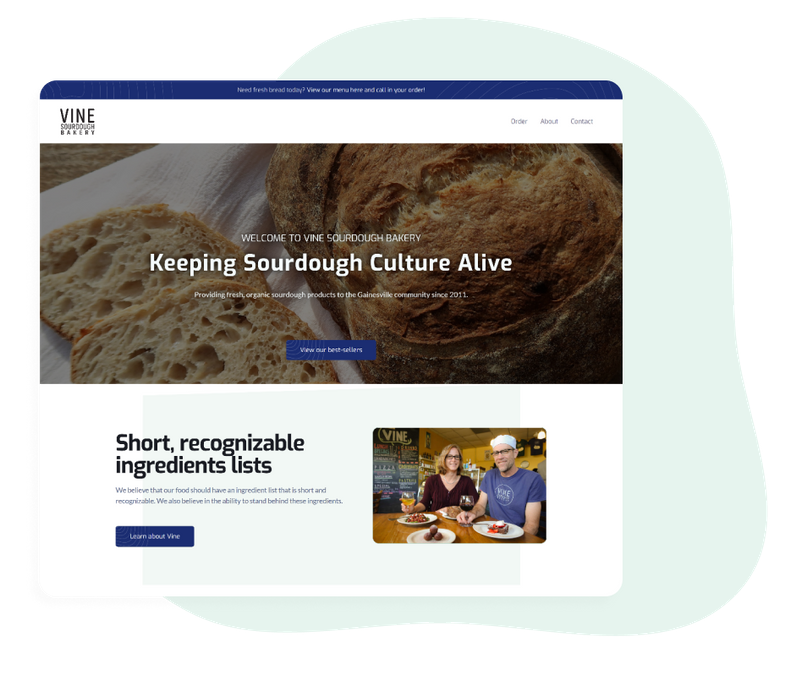 Need fresh bread today? View our menu here and call in your order!
VINE
SOURDOUGH
BAKERY
Order About Contact
WELCOME TO VINE SOURDOUGH BAKERY
Keeping Sourdough Culture Alive
Providing fresh, organic sourdough products to the Gainesville community since 2011.
View our best-sellers
Short, recognizable
ingredients lists
We believe that our food should have an ingredient list that is short and
recognizable. We also believe in the ability to stand behind these ingredients.
Learn about Vine
VINE
VINE